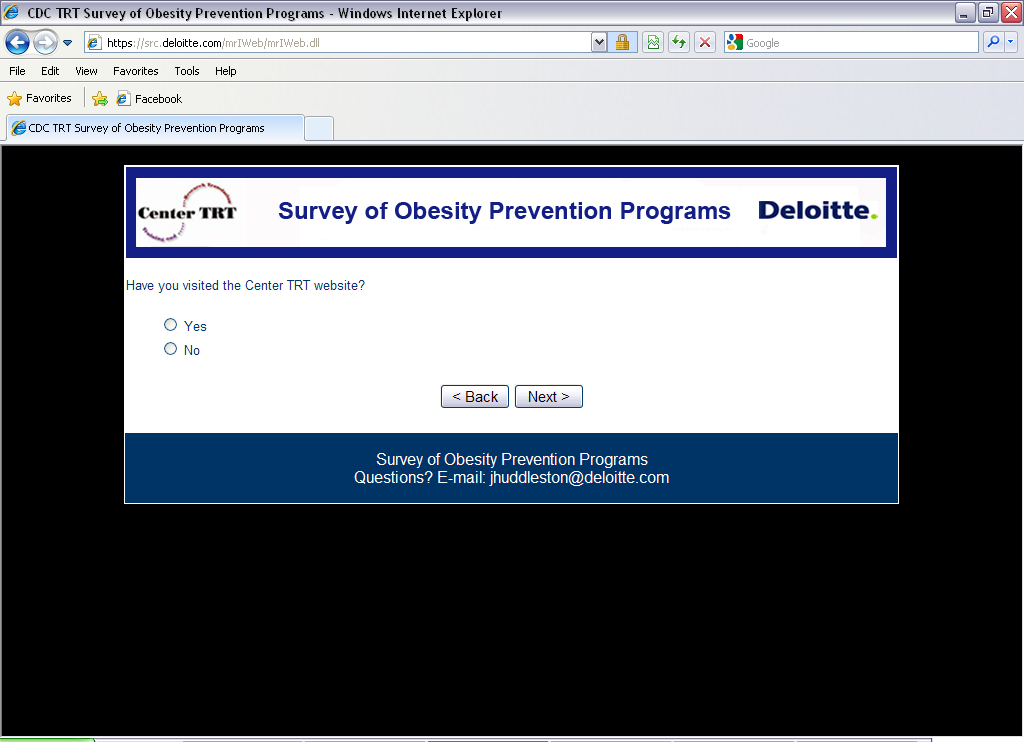 CDC TRT Survey of Obesity Prevention Programs - Windows Internet Explorer
https://src.deloitte.com/mrIWeb/mrIWeb.dll
Google
File Edit View Favorites Tools Help
Favorites Facebook
CDC TRT Survey of Obesity Prevention Programs
Center TRT
Survey of Obesity Prevention Programs
Deloitte.
Have you visited the Center TRT website?
Yes
No
< Back Next >
Survey of Obesity Prevention Programs
Questions? E-mail: jhuddleston@deloitte.com